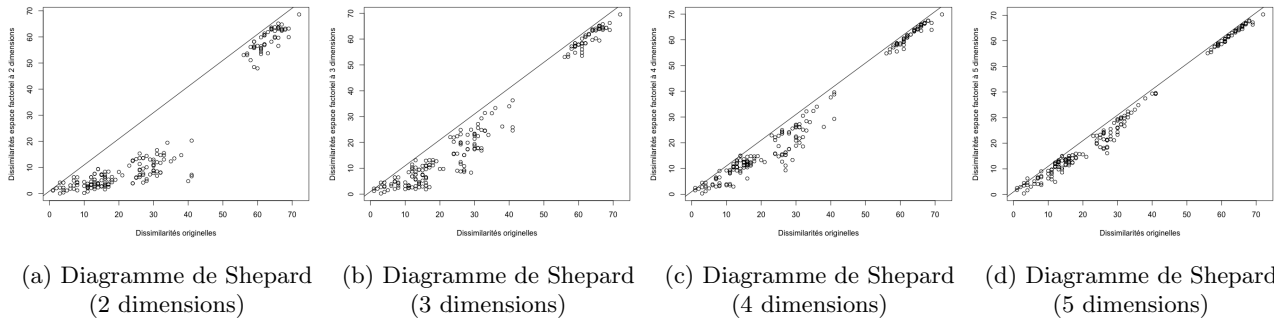 Dissimilarités espace factoriel à 2 dimensions
70
60
50
40
30
20
10
0
0 10 20 30 40 50 60 70
Dissimilarités originelles
(a) Diagramme de Shepard
(2 dimensions)
Dissimilarités espace factoriel à 3 dimensions
70
60
50
40
30
20
10
0
0 10 20 30 40 50 60 70
Dissimilarités originelles
(b) Diagramme de Shepard
(3 dimensions)
Dissimilarités espace factoriel à 4 dimensions
70
60
50
40
30
20
10
0
0 10 20 30 40 50 60 70
Dissimilarités originelles
(c) Diagramme de Shepard
(4 dimensions)
Dissimilarités espace factoriel à 5 dimensions
70
60
50
40
30
20
10
0
0 10 20 30 40 50 60 70
Dissimilarités originelles
(d) Diagramme de Shepard
(5 dimensions)